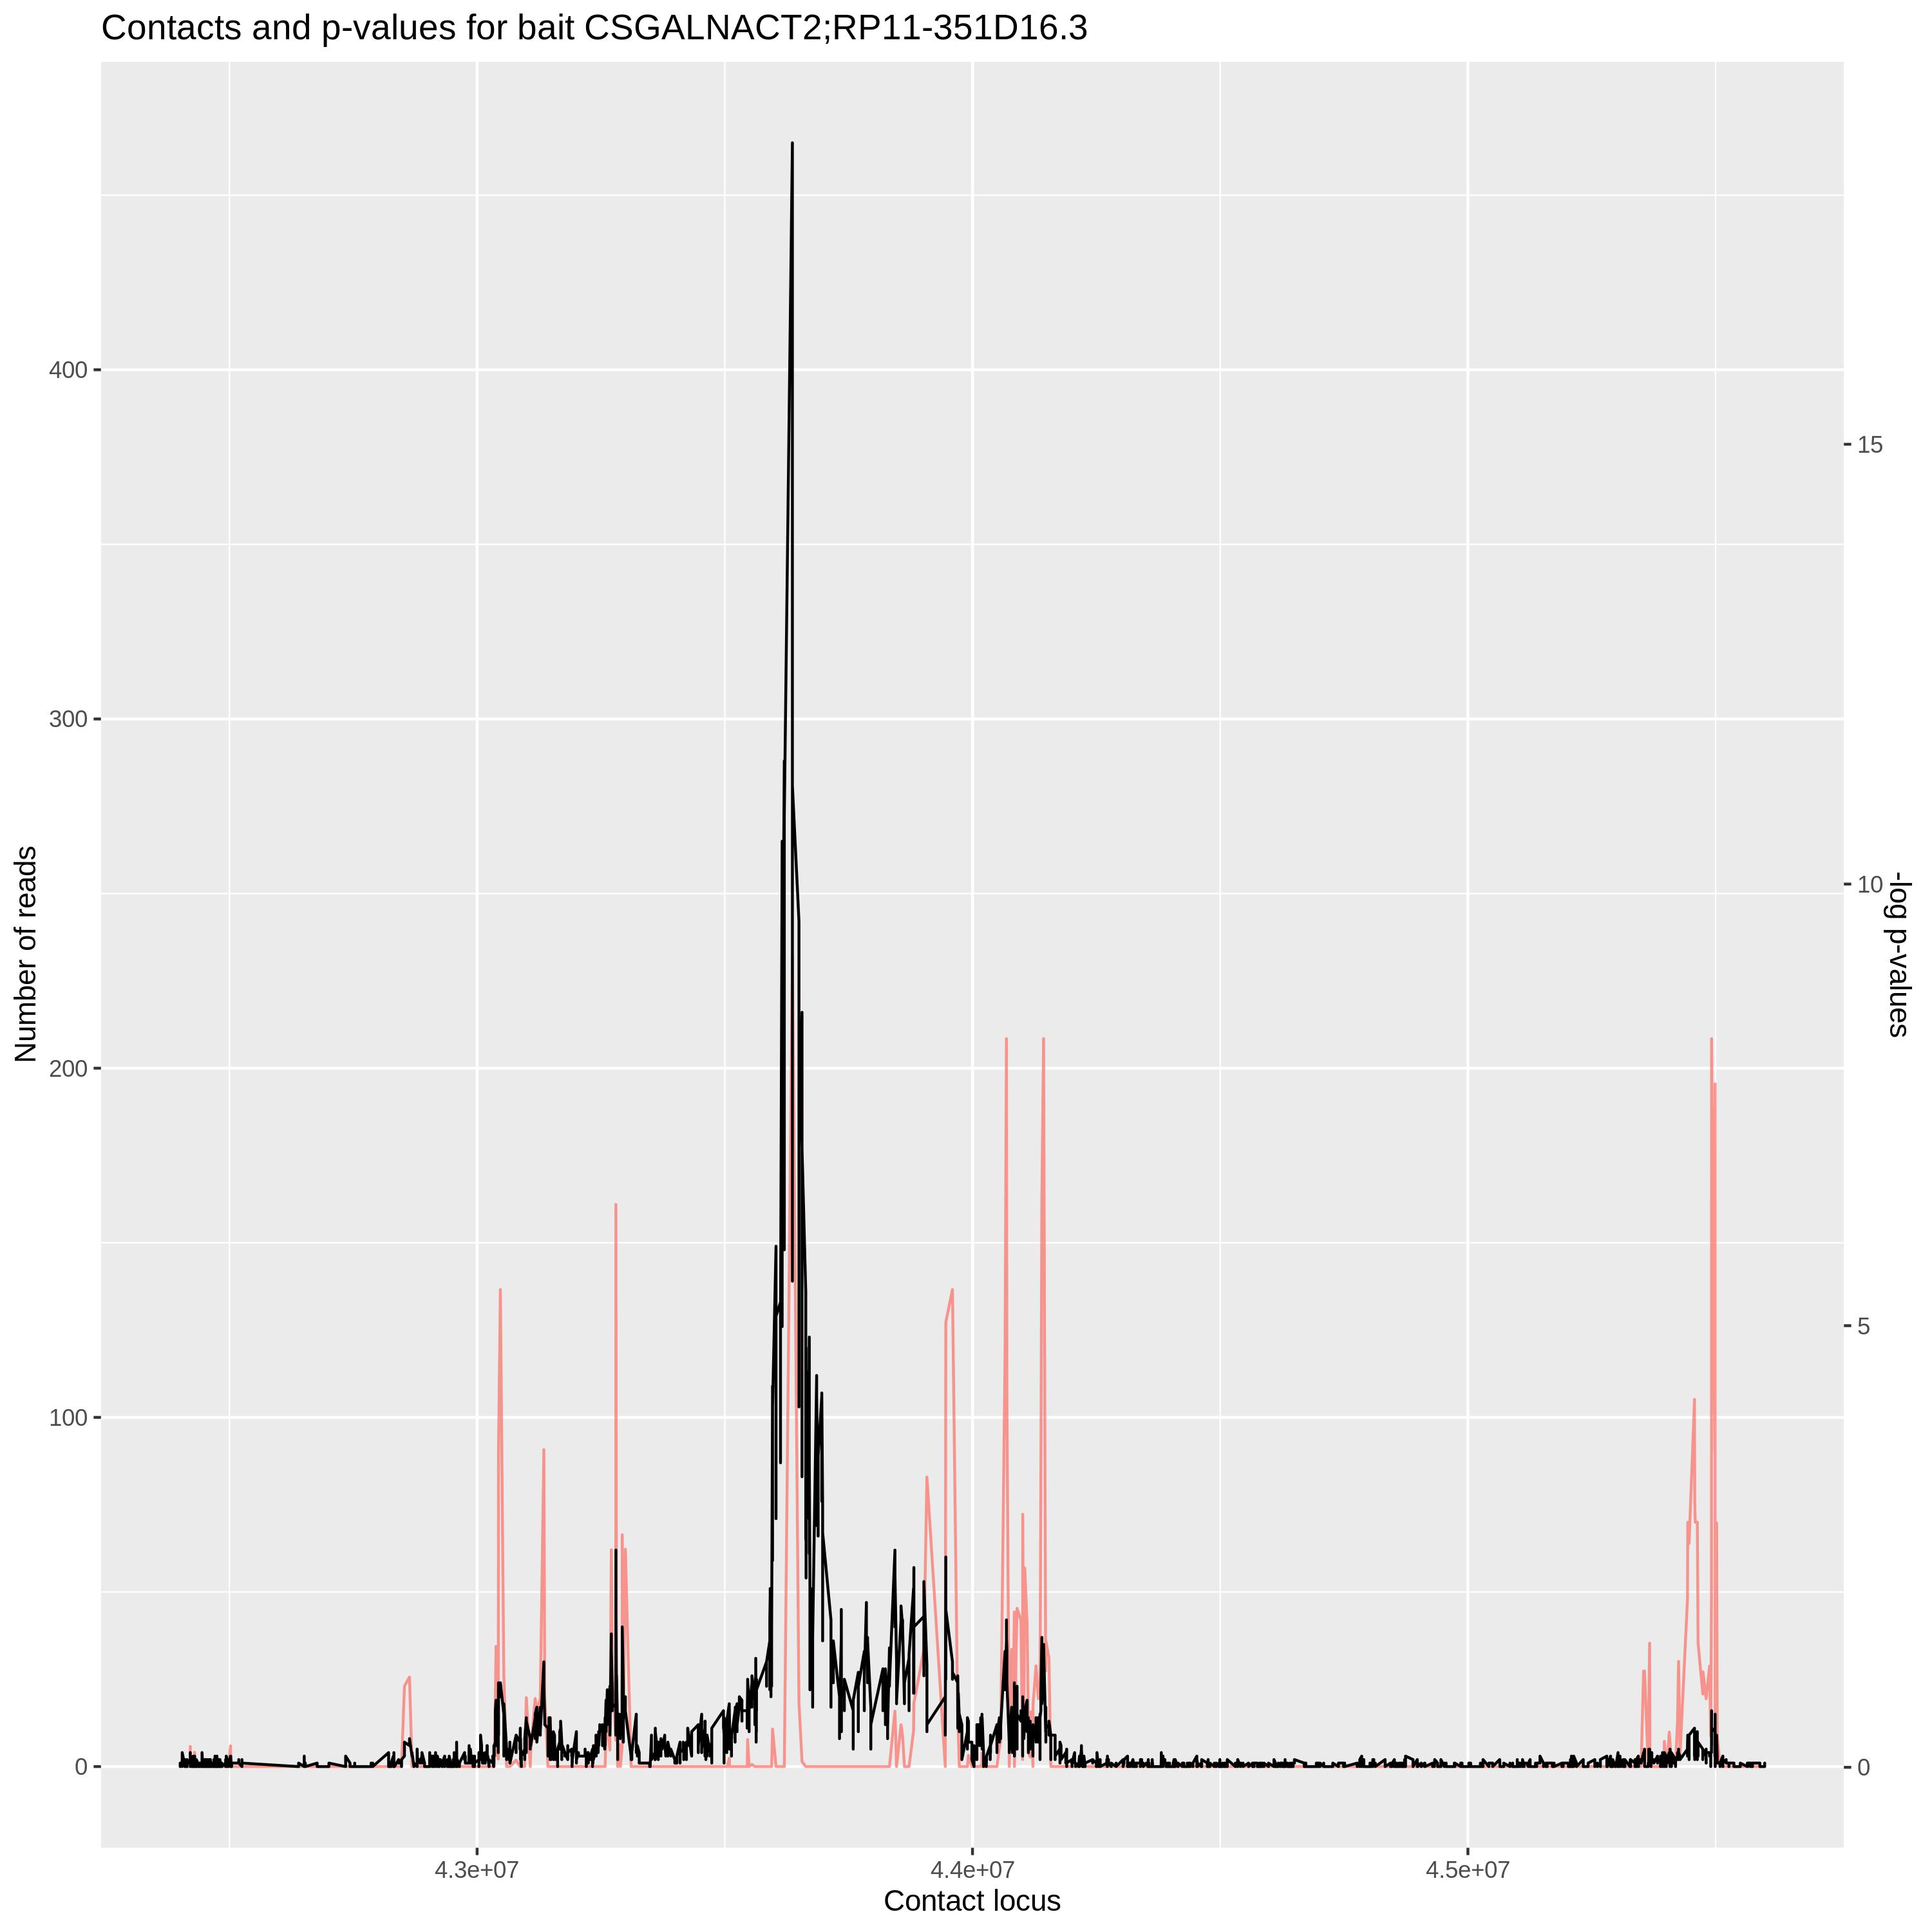 Contacts and p-values for bait CSGALNACT2;RP11-351D16.3
Number of reads
400
300
200
100
0
15
10
5
0
-log p-values
4.3e+07
4.4e+07
4.5e+07
Contact locus